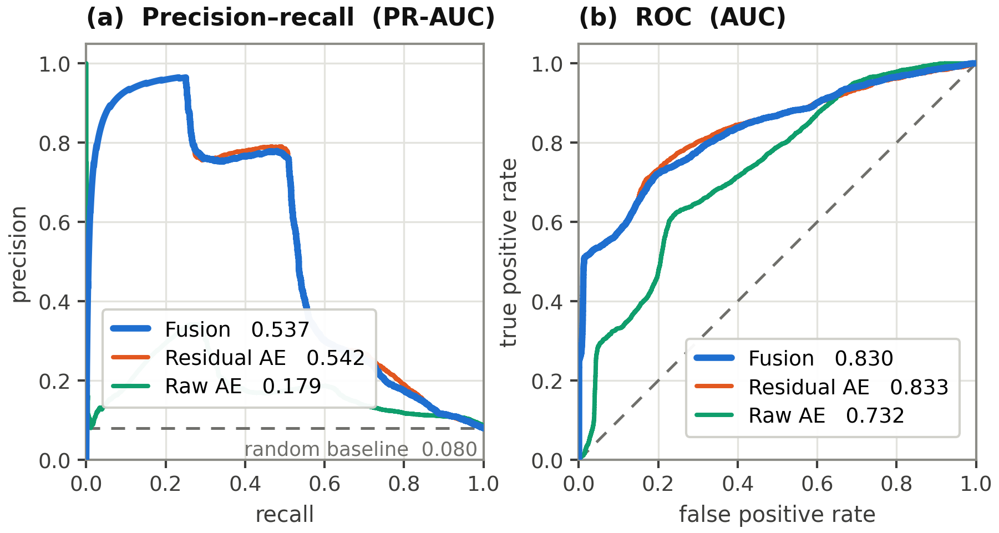 (a)  Precision–recall  (PR-AUC)
precision
1.0
0.8
0.6
0.4
0.2
0.0
Fusion   0.537
Residual AE   0.542
Raw AE   0.179
random baseline  0.080
0.0 0.2 0.4 0.6 0.8 1.0
recall
(b)  ROC  (AUC)
true positive rate
1.0
0.8
0.6
0.4
0.2
0.0
Fusion   0.830
Residual AE   0.833
Raw AE   0.732
0.0 0.2 0.4 0.6 0.8 1.0
false positive rate